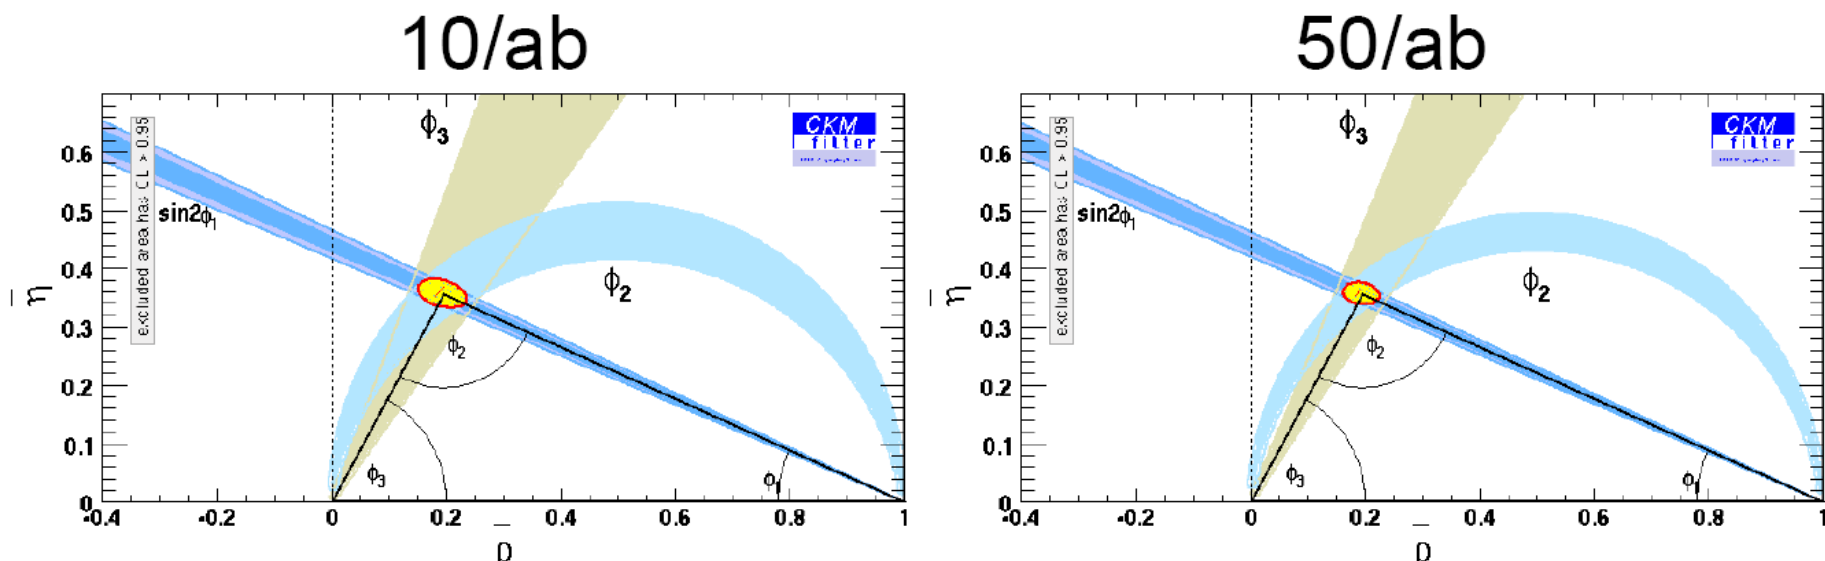 10/ab
50/ab
ϕ3
CKM
filter
excluded area has CL > 0.95
sin2ϕ1
ϕ2
ϕ2
ϕ3
ϕ1
η
0.6
0.5
0.4
0.3
0.2
0.1
0
-0.4
-0.2
0
0.2
0.4
0.6
0.8
1
ρ
ϕ3
CKM
filter
excluded area has CL > 0.95
sin2ϕ1
ϕ2
ϕ2
ϕ3
η
0.6
0.5
0.4
0.3
0.2
0.1
0
-0.4
-0.2
0
0.2
0.4
0.6
0.8
1
ρ